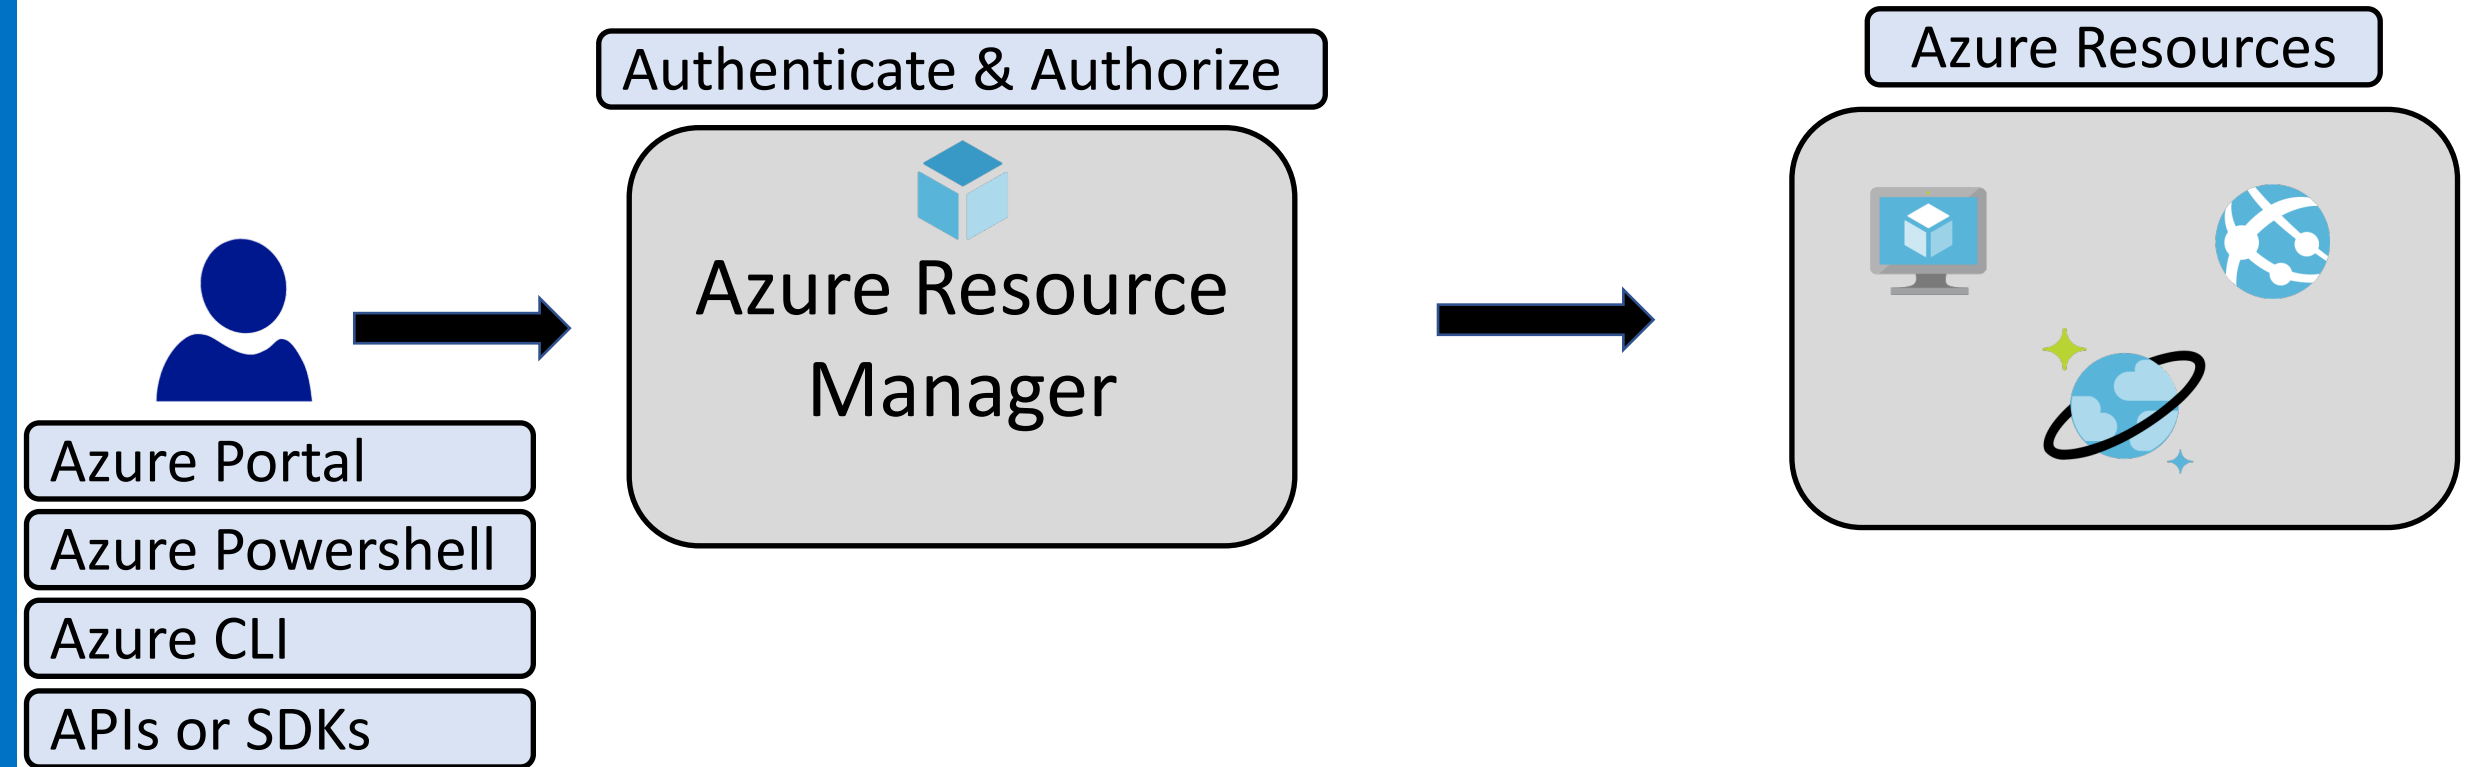 Authenticate & Authorize
Azure Resources
Azure Resource
Manager
Azure Portal
Azure Powershell
Azure CLI
APIs or SDKs